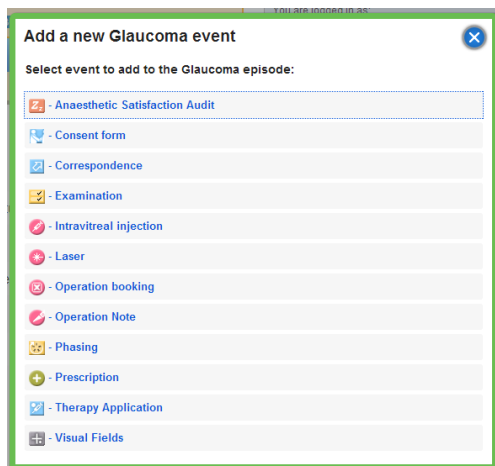 You are logged in as:
Add a new Glaucoma event
Select event to add to the Glaucoma episode:
- Anaesthetic Satisfaction Audit
- Consent form
- Correspondence
- Examination
- Intravitreal injection
- Laser
- Operation booking
- Operation Note
- Phasing
- Prescription
- Therapy Application
- Visual Fields